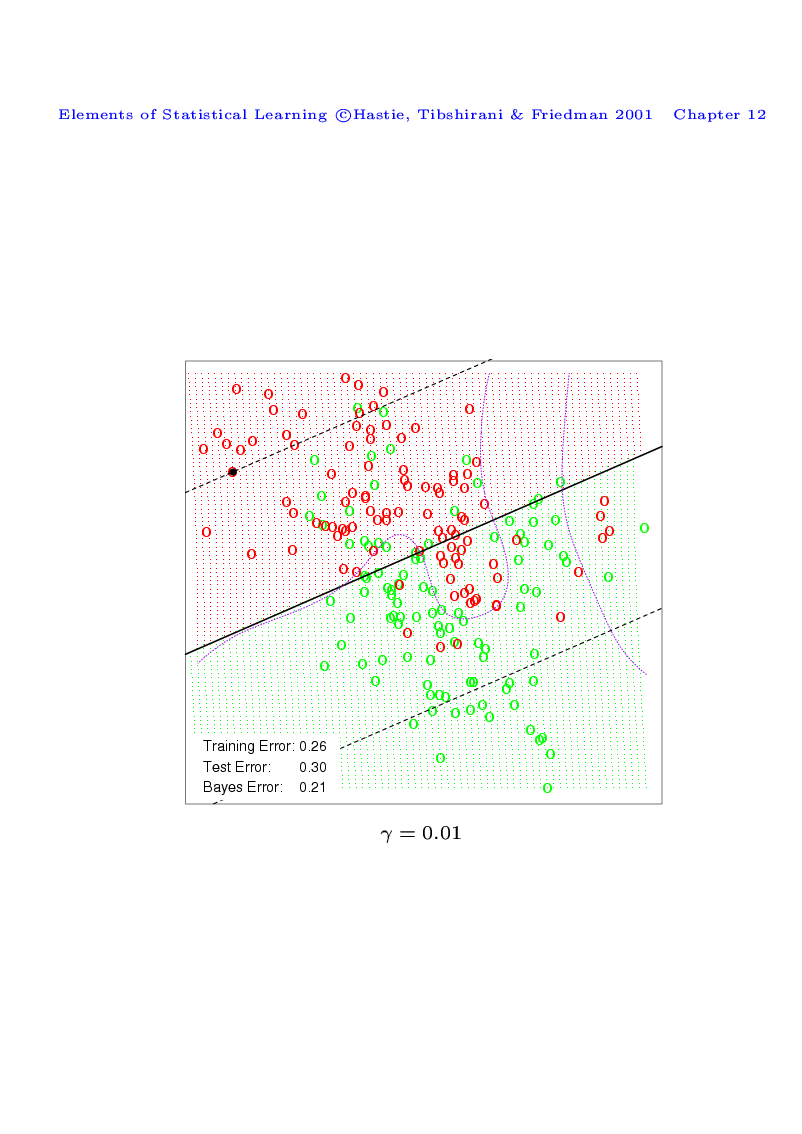 Elements of Statistical Learning ©Hastie, Tibshirani & Friedman 2001 Chapter 12
Training Error: 0.26
Test Error: 0.30
Bayes Error: 0.21
γ = 0.01